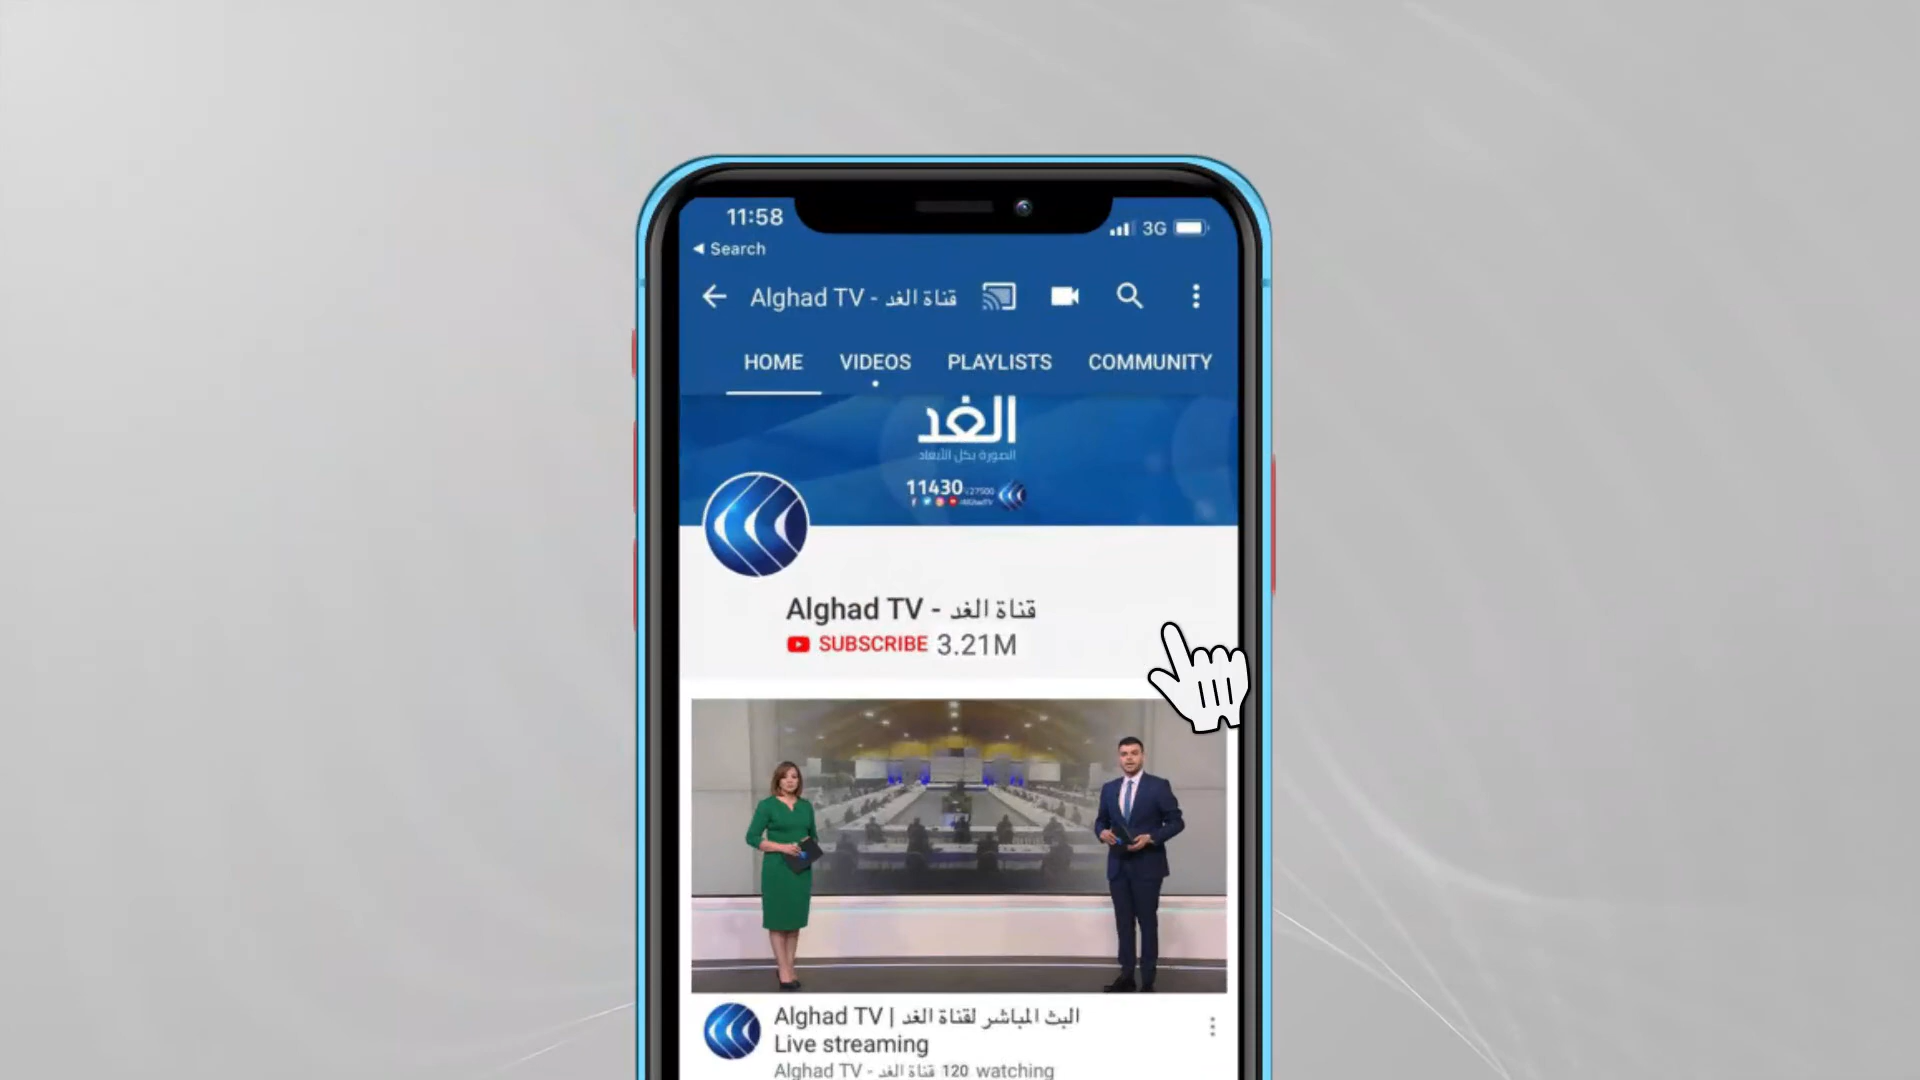 11:58
3G
◀ Search
Alghad TV - قناة الغد
HOME VIDEOS PLAYLISTS COMMUNITY
الغد
الصورة بكل الأبعاد
11430
27500
Alghad TV - قناة الغد
SUBSCRIBE 3.21M
Alghad TV | البث المباشر لقناة الغد
Live streaming
Alghad TV - قناة الغد 120 watching